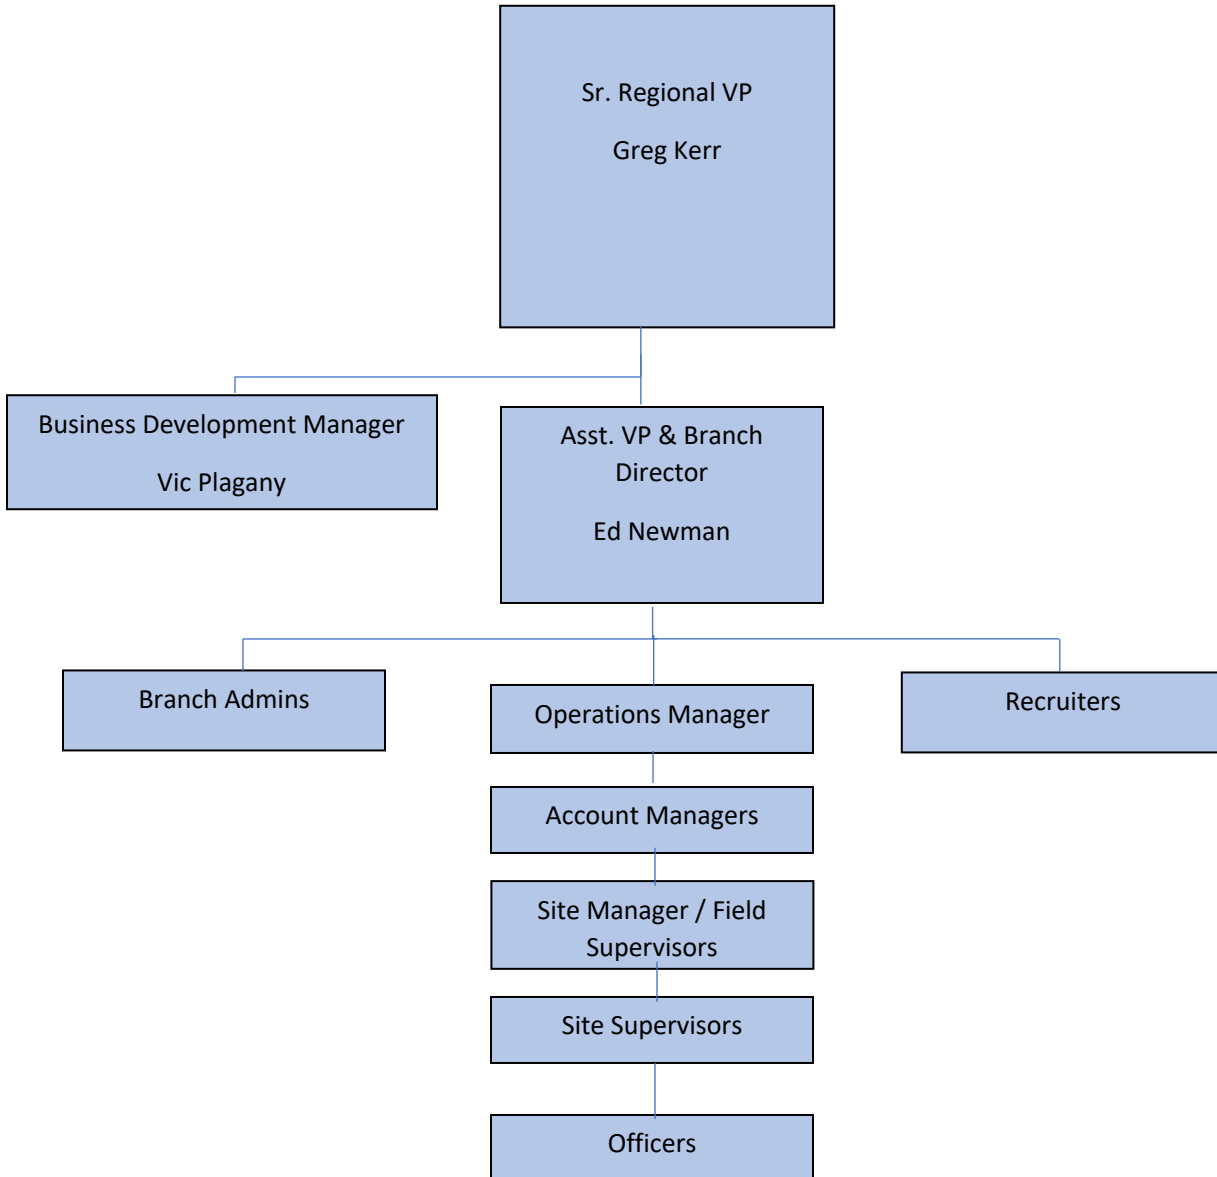 Sr. Regional VP
Greg Kerr
Business Development Manager
Vic Plagany
Asst. VP & Branch
Director
Ed Newman
Branch Admins
Operations Manager
Recruiters
Account Managers
Site Manager / Field
Supervisors
Site Supervisors
Officers